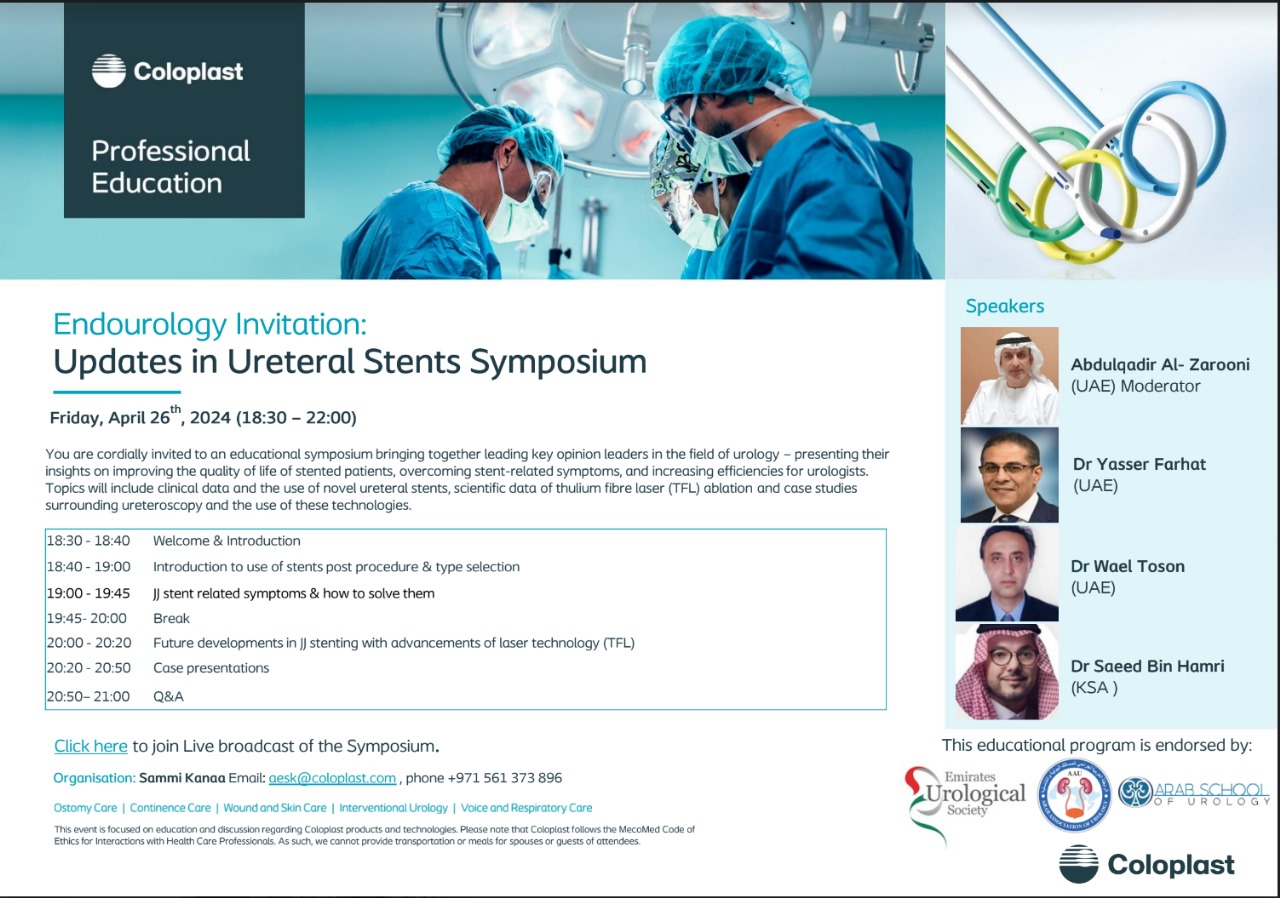 Coloplast
Professional
Education
Endourology Invitation:
Updates in Ureteral Stents Symposium
Friday, April 26th, 2024 (18:30 – 22:00)
You are cordially invited to an educational symposium bringing together leading key opinion leaders in the field of urology – presenting their
insights on improving the quality of life of stented patients, overcoming stent-related symptoms, and increasing efficiencies for urologists.
Topics will include clinical data and the use of novel ureteral stents, scientific data of thulium fibre laser (TFL) ablation and case studies
surrounding ureteroscopy and the use of these technologies.
18:30 - 18:40 Welcome & Introduction
18:40 - 19:00 Introduction to use of stents post procedure & type selection
19:00 - 19:45 JJ stent related symptoms & how to solve them
19:45- 20:00 Break
20:00 - 20:20 Future developments in JJ stenting with advancements of laser technology (TFL)
20:20 - 20:50 Case presentations
20:50– 21:00 Q&A
Click here to join Live broadcast of the Symposium.
Organisation: Sammi Kanaa Email: aesk@coloplast.com , phone +971 561 373 896
Ostomy Care | Continence Care | Wound and Skin Care | Interventional Urology | Voice and Respiratory Care
This event is focused on education and discussion regarding Coloplast products and technologies. Please note that Coloplast follows the MecoMed Code of
Ethics for Interactions with Health Care Professionals. As such, we cannot provide transportation or meals for spouses or guests of attendees.
Speakers
Abdulqadir Al- Zarooni
(UAE) Moderator
Dr Yasser Farhat
(UAE)
Dr Wael Toson
(UAE)
Dr Saeed Bin Hamri
(KSA )
This educational program is endorsed by:
Emirates
Urological
Society
AAU
ARAB ASSOCIATION OF UROLOGY
ARAB SCHOOL
OF UROLOGY
Coloplast